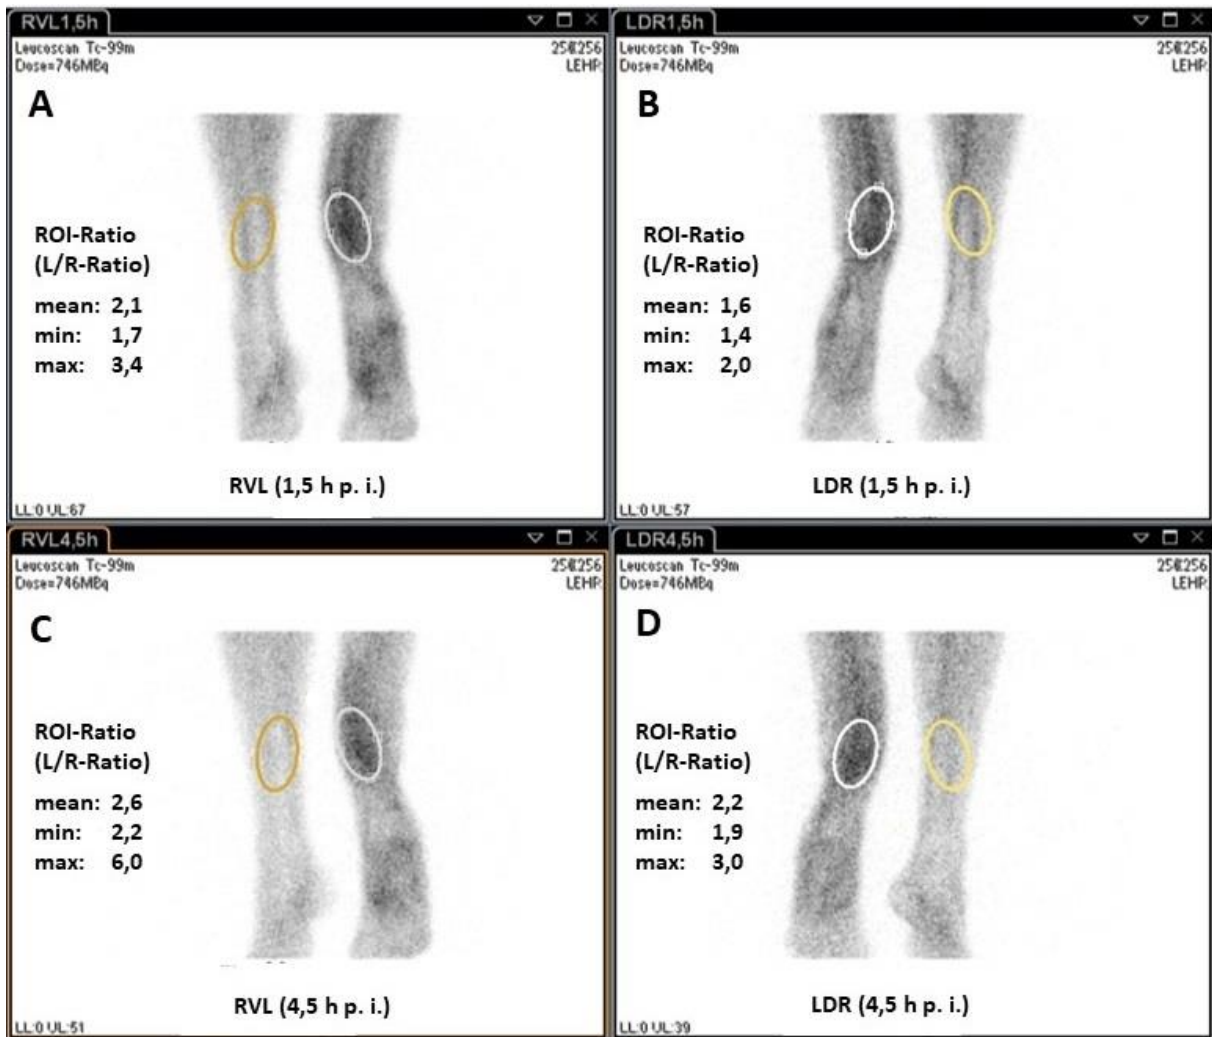 RVL1,5h
Leucoscan Tc-99m
Dose=746MBq
LEHR
A
ROI-Ratio
(L/R-Ratio)
mean: 2,1
min: 1,7
max: 3,4
RVL (1,5 h p. i.)
LL:0 UL:67
LDR1,5h
Leucoscan Tc-99m
Dose=746MBq
LEHR
B
ROI-Ratio
(L/R-Ratio)
mean: 1,6
min: 1,4
max: 2,0
LDR (1,5 h p. i.)
LL:0 UL:57
RVL4,5h
Leucoscan Tc-99m
Dose=746MBq
LEHR
C
ROI-Ratio
(L/R-Ratio)
mean: 2,6
min: 2,2
max: 6,0
RVL (4,5 h p. i.)
LL:0 UL:51
LDR4,5h
Leucoscan Tc-99m
Dose=746MBq
LEHR
D
ROI-Ratio
(L/R-Ratio)
mean: 2,2
min: 1,9
max: 3,0
LDR (4,5 h p. i.)
LL:0 UL:39